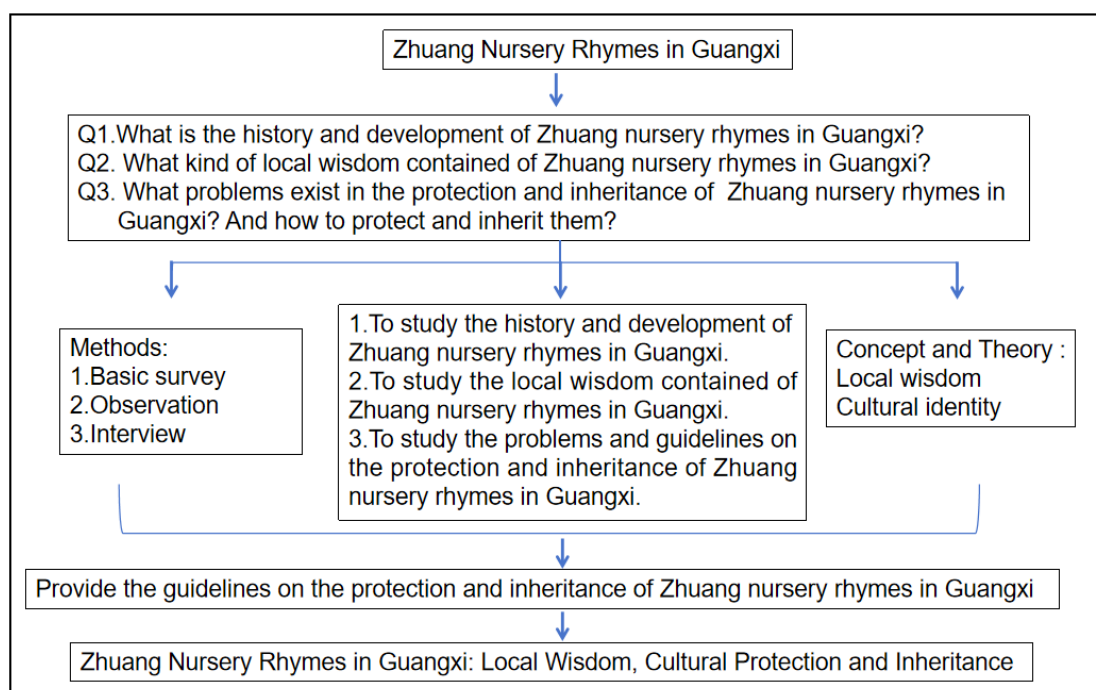 Zhuang Nursery Rhymes in Guangxi
Q1.What is the history and development of Zhuang nursery rhymes in Guangxi?
Q2. What kind of local wisdom contained of Zhuang nursery rhymes in Guangxi?
Q3. What problems exist in the protection and inheritance of Zhuang nursery rhymes in
Guangxi? And how to protect and inherit them?
Methods:
1.Basic survey
2.Observation
3.Interview
1.To study the history and development of
Zhuang nursery rhymes in Guangxi.
2.To study the local wisdom contained of
Zhuang nursery rhymes in Guangxi.
3.To study the problems and guidelines on
the protection and inheritance of Zhuang
nursery rhymes in Guangxi.
Concept and Theory :
Local wisdom
Cultural identity
Provide the guidelines on the protection and inheritance of Zhuang nursery rhymes in Guangxi
Zhuang Nursery Rhymes in Guangxi: Local Wisdom, Cultural Protection and Inheritance